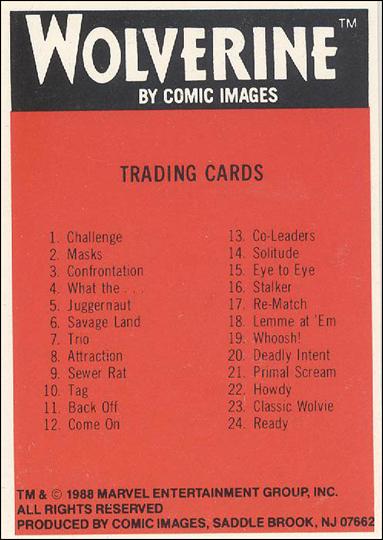 WOLVERINE™
BY COMIC IMAGES
TRADING CARDS
1. Challenge
2. Masks
3. Confrontation
4. What the . . .
5. Juggernaut
6. Savage Land
7. Trio
8. Attraction
9. Sewer Rat
10. Tag
11. Back Off
12. Come On
13. Co-Leaders
14. Solitude
15. Eye to Eye
16. Stalker
17. Re-Match
18. Lemme at 'Em
19. Whoosh!
20. Deadly Intent
21. Primal Scream
22. Howdy
23. Classic Wolvie
24. Ready
TM & © 1988 MARVEL ENTERTAINMENT GROUP, INC.
ALL RIGHTS RESERVED
PRODUCED BY COMIC IMAGES, SADDLE BROOK, NJ 07662